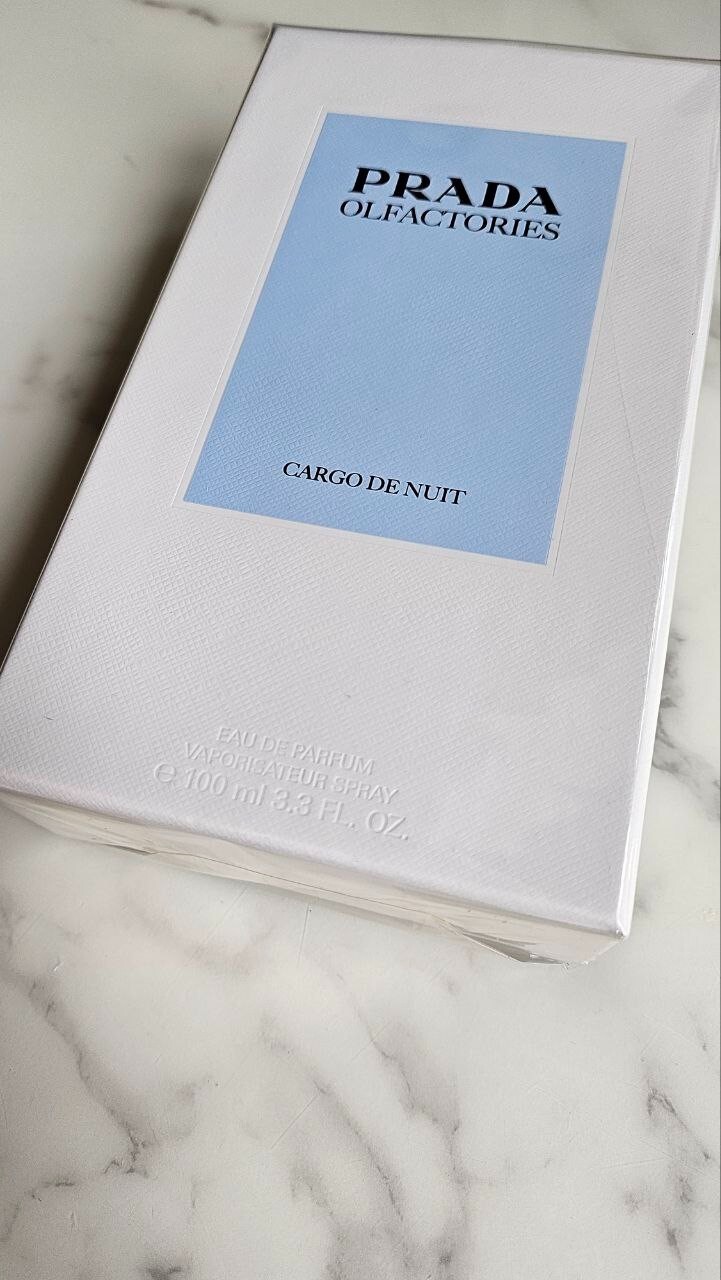 PRADA
OLFACTORIES
CARGO DE NUIT
EAU DE PARFUM
VAPORISATEUR SPRAY
℮ 100 ml 3.3 FL. OZ.